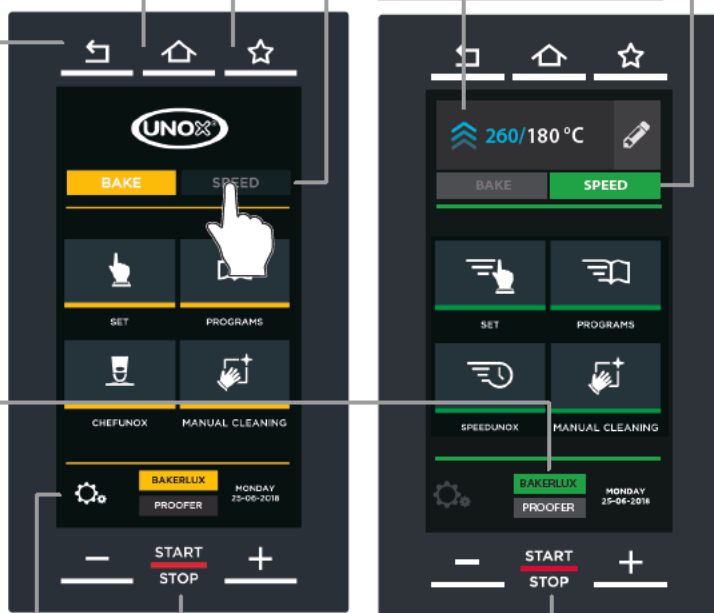 UNOX
BAKE
SPEED
SET
PROGRAMS
CHEFUNOX
MANUAL CLEANING
BAKERLUX
PROOFER
MONDAY
25-06-2018
START
STOP
260/180 °C
BAKE
SPEED
SET
PROGRAMS
SPEEDUNOX
MANUAL CLEANING
BAKERLUX
PROOFER
MONDAY
25-06-2018
START
STOP